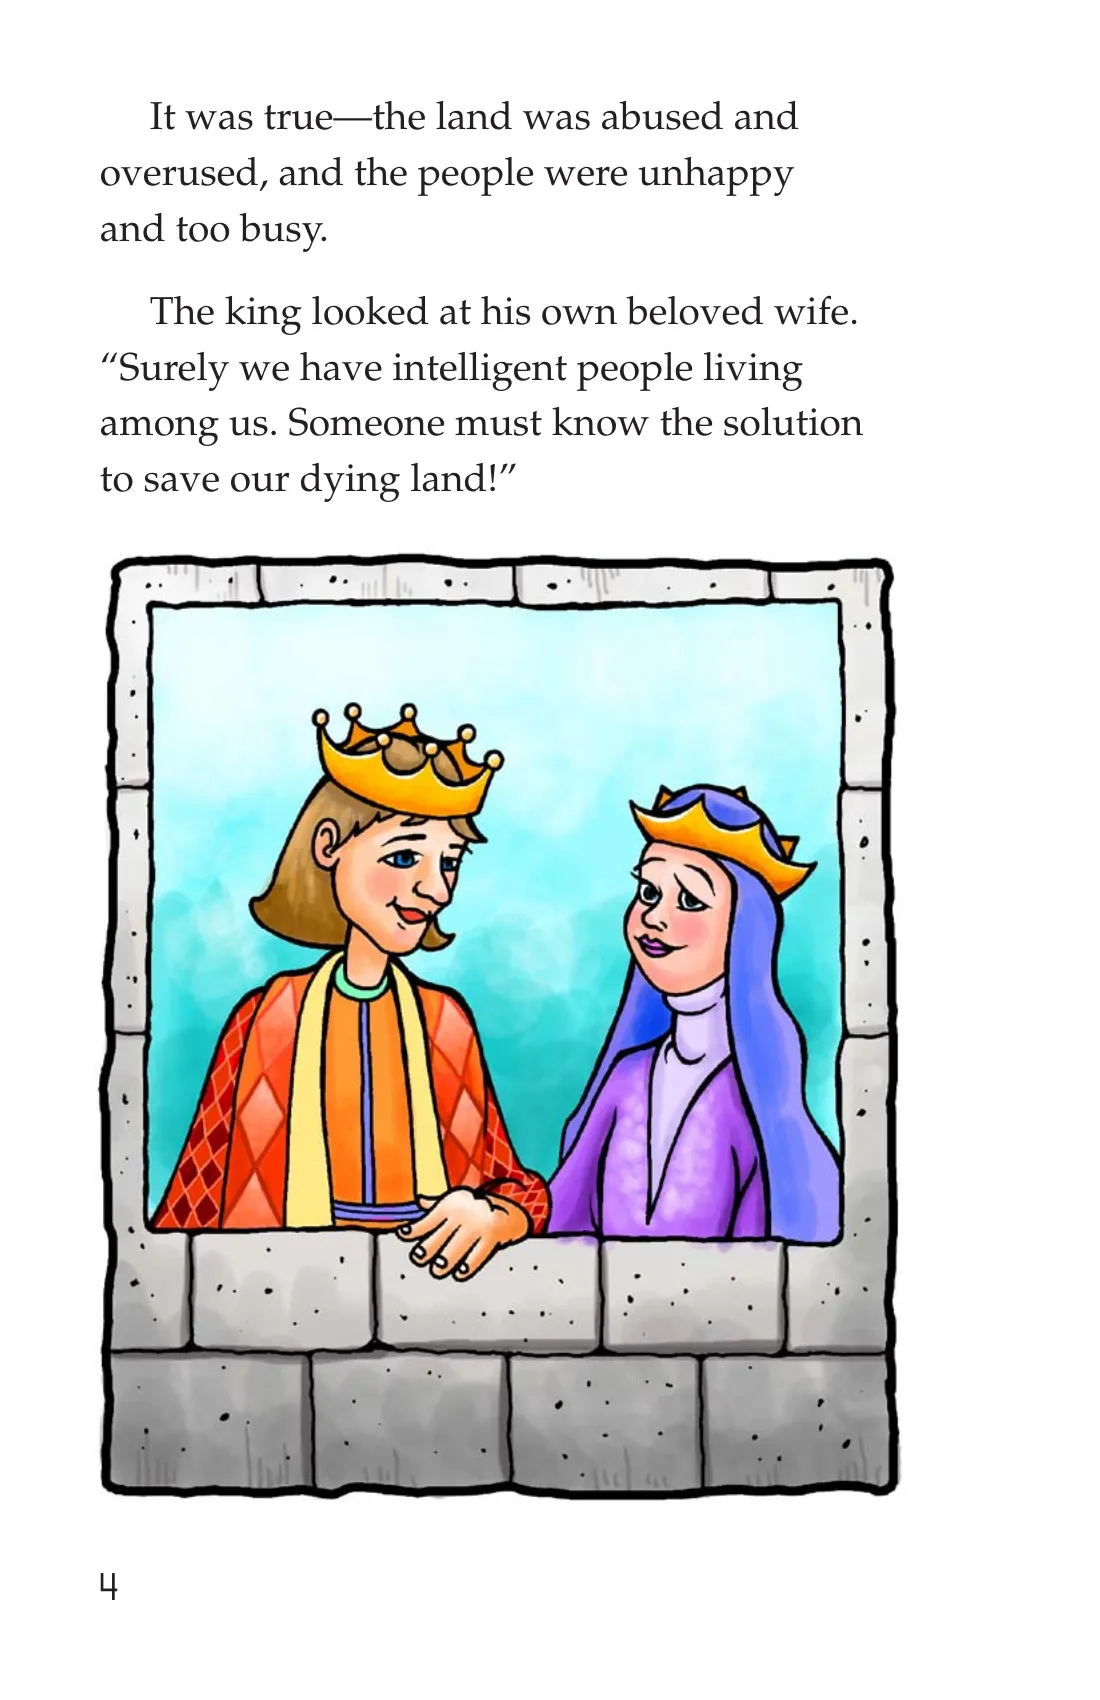 It was true—the land was abused and
overused, and the people were unhappy
and too busy.
The king looked at his own beloved wife.
“Surely we have intelligent people living
among us. Someone must know the solution
to save our dying land!”
4